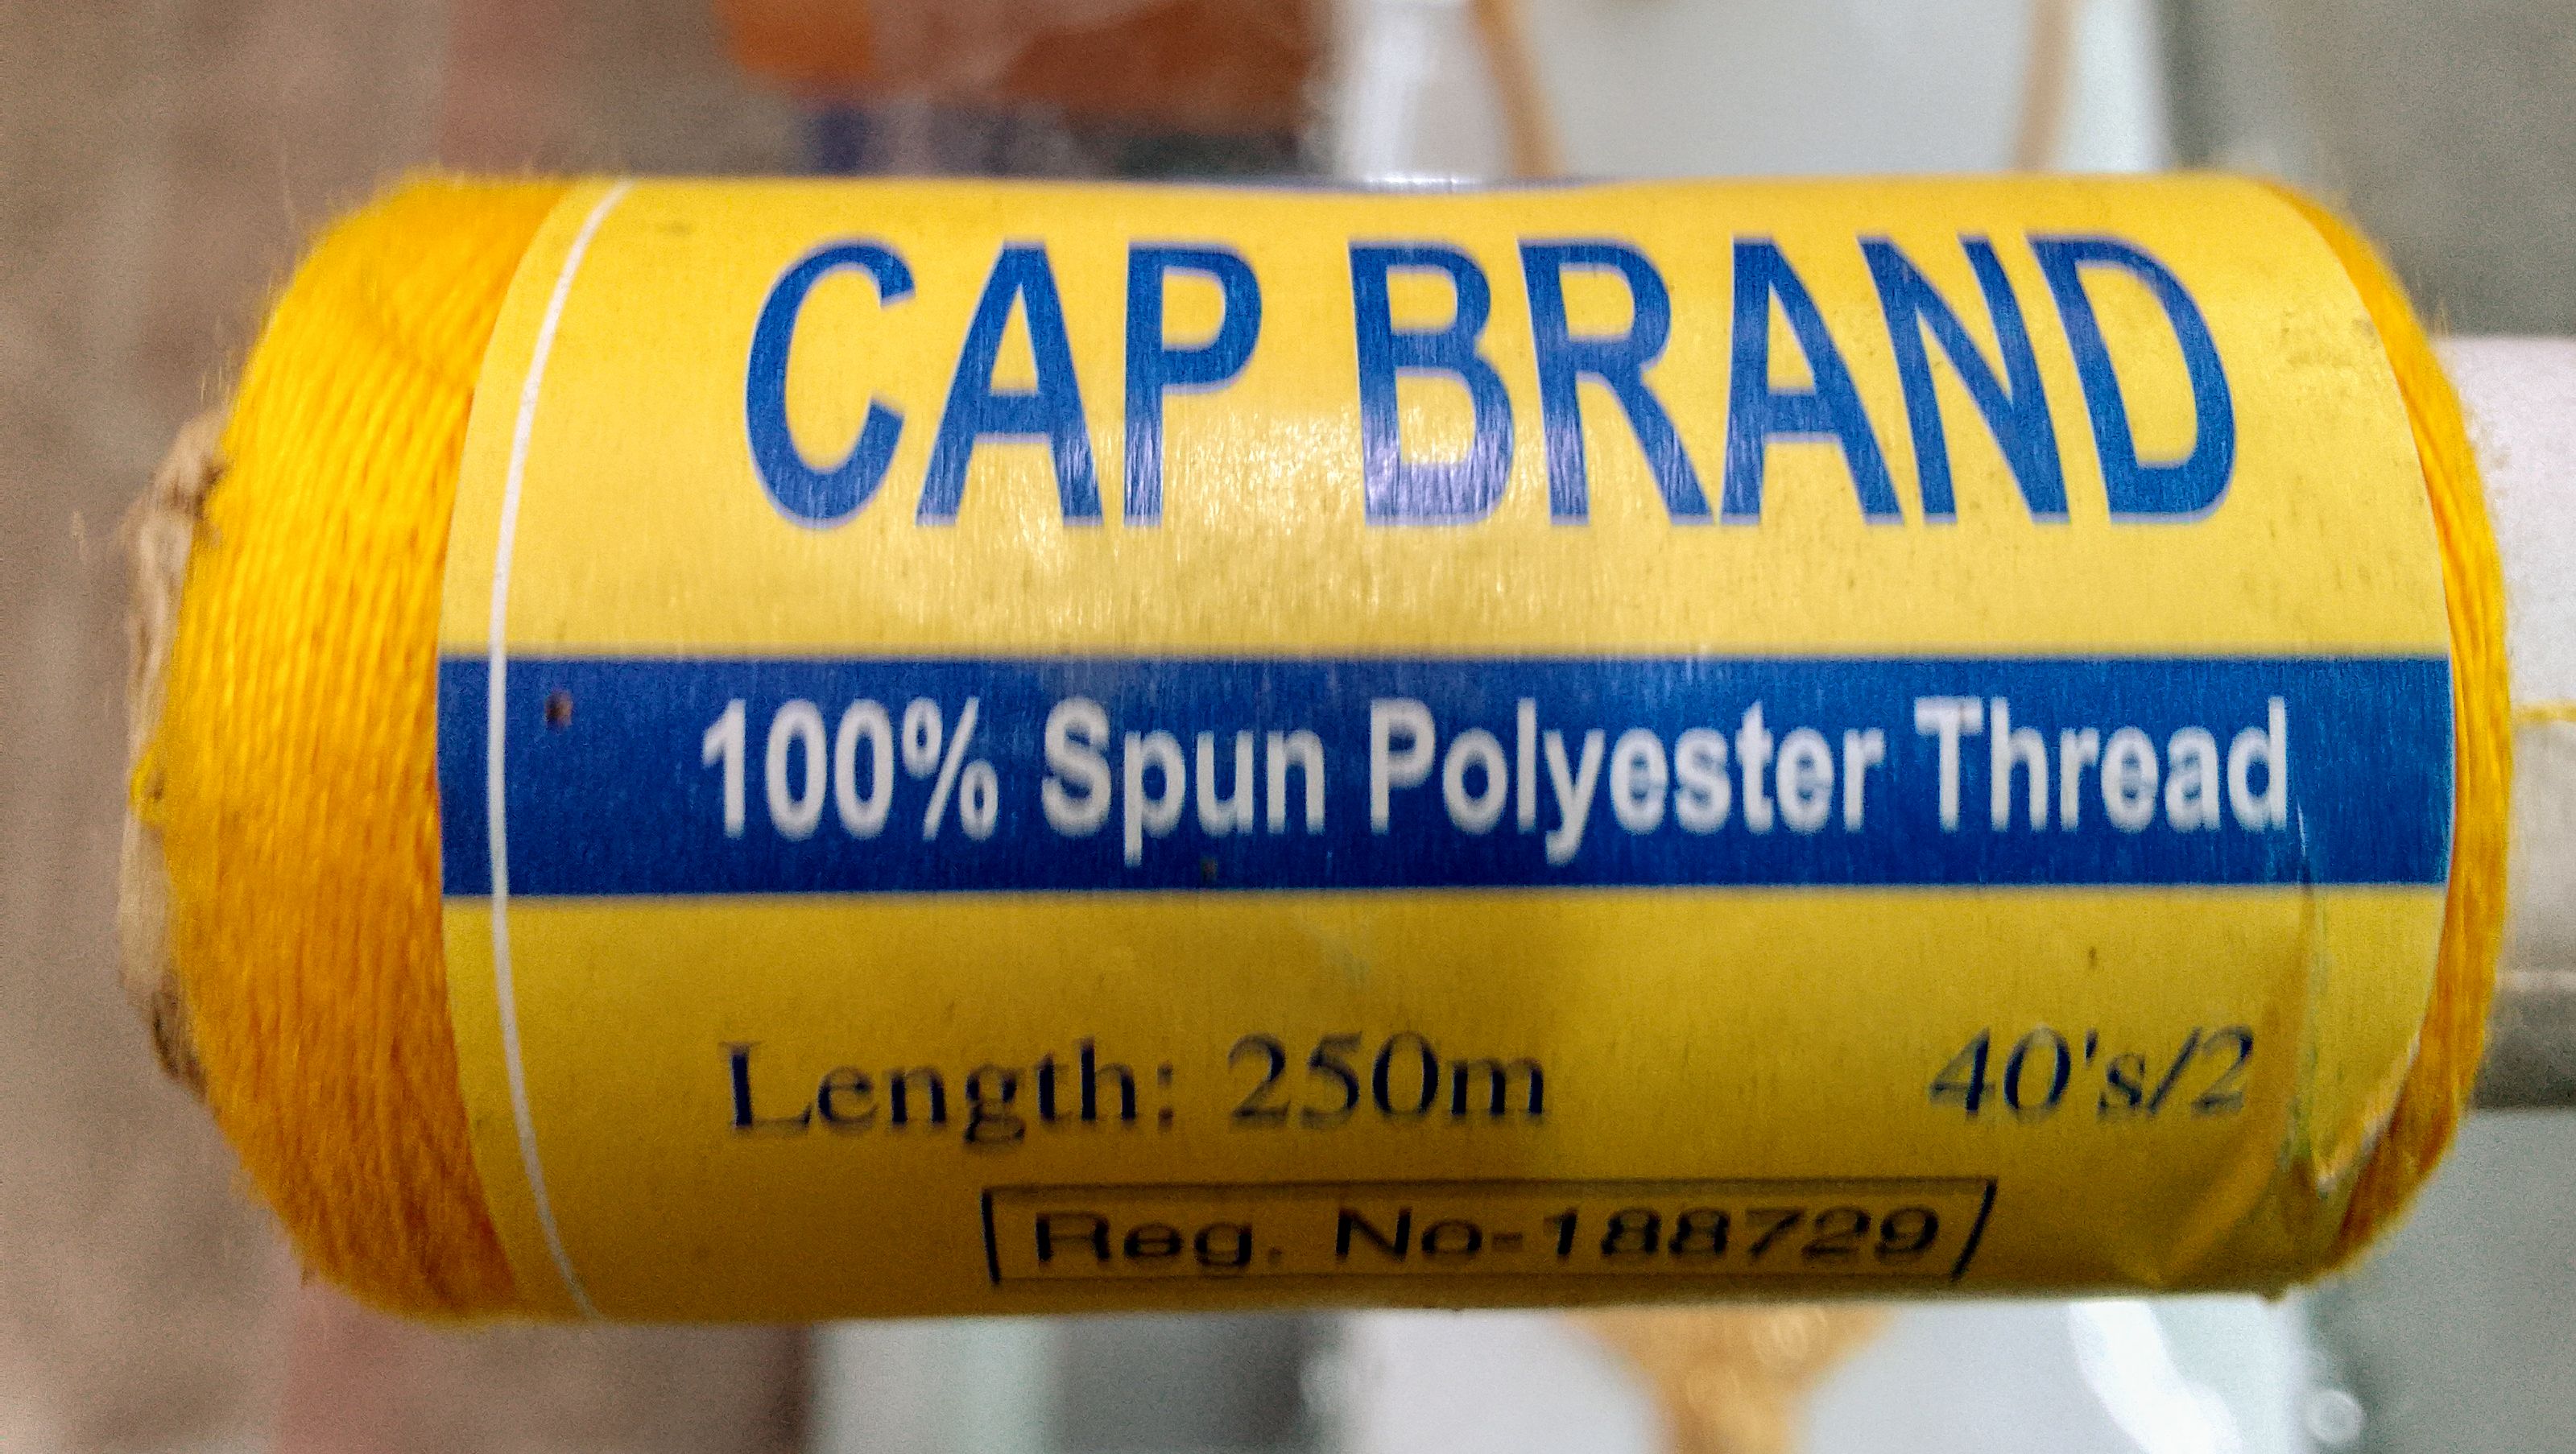 CAP BRAND
100% Spun Polyester Thread
Length: 250m 40's/2
Reg. No-188729